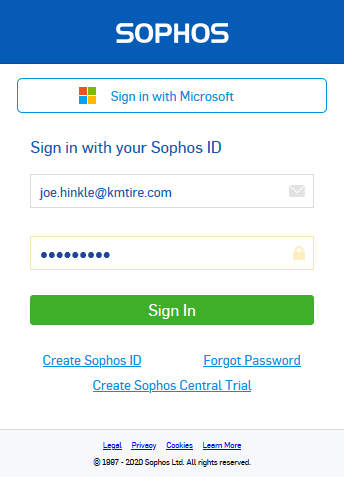 SOPHOS
Sign in with Microsoft
Sign in with your Sophos ID
joe.hinkle@kmtire.com
●●●●●●●●●
Sign In
Create Sophos ID Forgot Password
Create Sophos Central Trial
Legal Privacy Cookies Learn More
© 1997 - 2020 Sophos Ltd. All rights reserved.